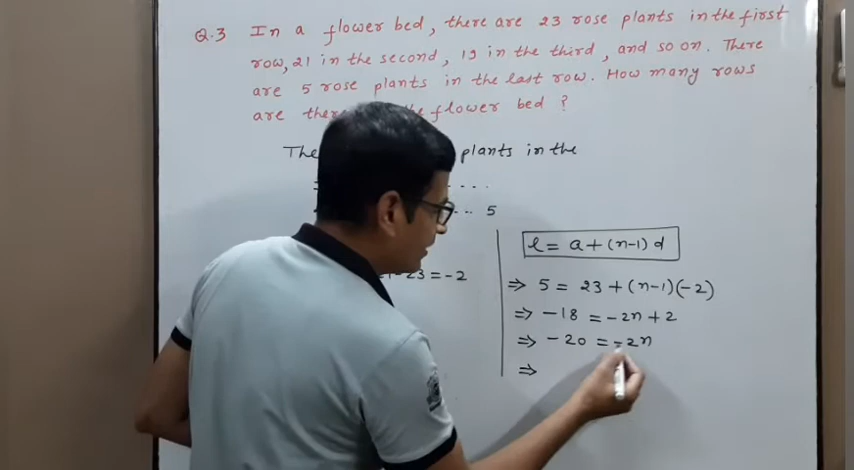 Q.3 In a flower bed, there are 23 rose plants in the first
row, 21 in the second, 19 in the third, and so on. There
are 5 rose plants in the last row. How many rows
are the flower bed ?
The plants in the
5
-23 = -2
l = a + (n-1) d
⇒ 5 = 23 + (n-1)(-2)
⇒ -18 = -2n + 2
⇒ -20 = -2n
⇒